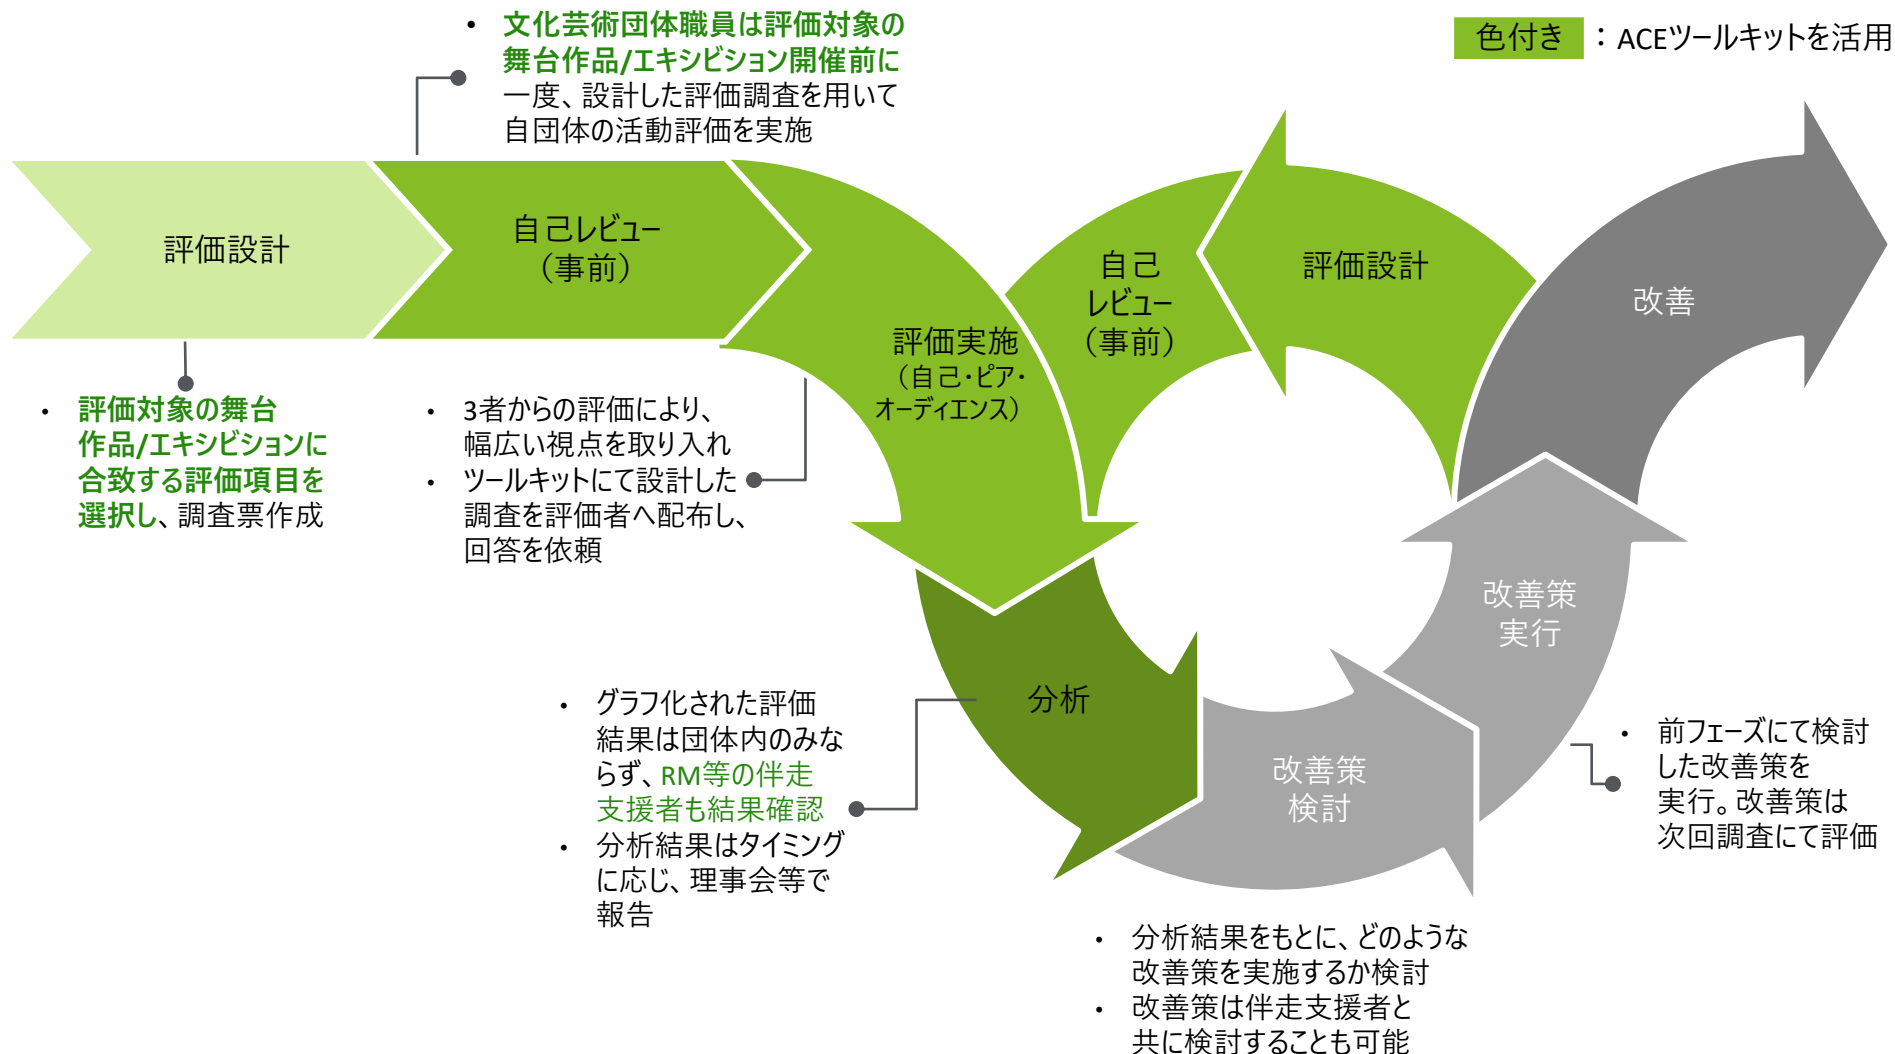 • 文化芸術団体職員は評価対象の
舞台作品/エキシビション開催前に
一度、設計した評価調査を用いて
自団体の活動評価を実施
色付き ：ACEツールキットを活用
評価設計
自己レビュー
（事前）
評価実施
（自己・ピア・
オーディエンス）
自己
レビュー
（事前）
評価設計
改善
• 評価対象の舞台
作品/エキシビションに
合致する評価項目を
選択し、調査票作成
• 3者からの評価により、
幅広い視点を取り入れ
• ツールキットにて設計した
調査を評価者へ配布し、
回答を依頼
改善策
実行
分析
• グラフ化された評価
結果は団体内のみな
らず、RM等の伴走
支援者も結果確認
• 分析結果はタイミング
に応じ、理事会等で
報告
改善策
検討
• 前フェーズにて検討
した改善策を
実行。改善策は
次回調査にて評価
• 分析結果をもとに、どのような
改善策を実施するか検討
• 改善策は伴走支援者と
共に検討することも可能